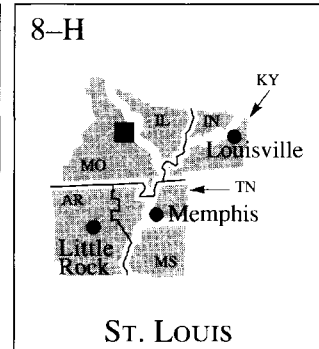 8–H
KY
IL
IN
Louisville
MO
TN
AR
Memphis
Little
Rock
MS
ST. LOUIS